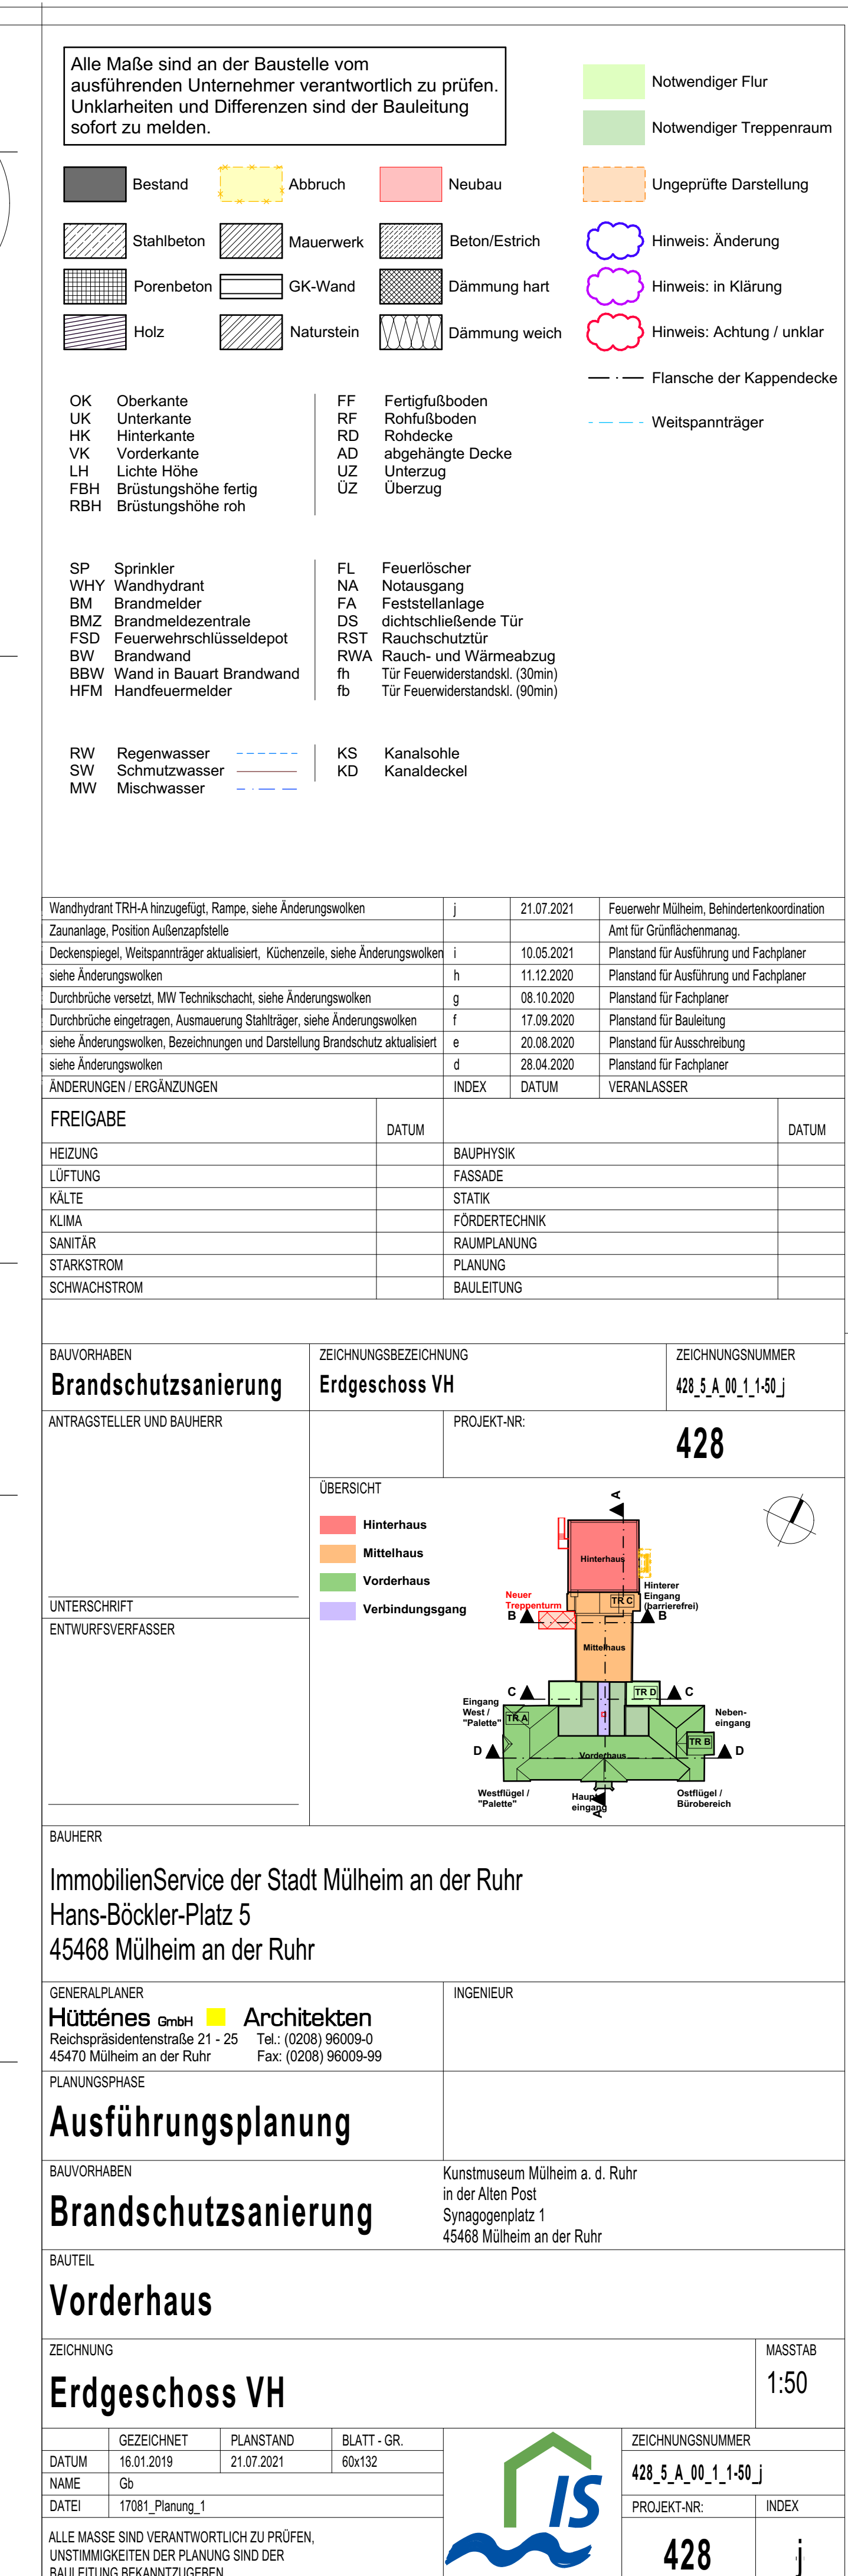 Alle Maße sind an der Baustelle vom
ausführenden Unternehmer verantwortlich zu prüfen.
Unklarheiten und Differenzen sind der Bauleitung
sofort zu melden.
Notwendiger Flur
Notwendiger Treppenraum
Bestand
Abbruch
Neubau
Ungeprüfte Darstellung
Stahlbeton
Mauerwerk
Beton/Estrich
Hinweis: Änderung
Porenbeton
GK-Wand
Dämmung hart
Hinweis: in Klärung
Holz
Naturstein
Dämmung weich
Hinweis: Achtung / unklar
Flansche der Kappendecke
Weitspannträger
OK Oberkante
UK Unterkante
HK Hinterkante
VK Vorderkante
LH Lichte Höhe
FBH Brüstungshöhe fertig
RBH Brüstungshöhe roh
FF Fertigfußboden
RF Rohfußboden
RD Rohdecke
AD abgehängte Decke
UZ Unterzug
ÜZ Überzug
SP Sprinkler
WHY Wandhydrant
BM Brandmelder
BMZ Brandmeldezentrale
FSD Feuerwehrschlüsseldepot
BW Brandwand
BBW Wand in Bauart Brandwand
HFM Handfeuermelder
FL Feuerlöscher
NA Notausgang
FA Feststellanlage
DS dichtschließende Tür
RST Rauchschutztür
RWA Rauch- und Wärmeabzug
fh Tür Feuerwiderstandskl. (30min)
fb Tür Feuerwiderstandskl. (90min)
RW Regenwasser
SW Schmutzwasser
MW Mischwasser
KS Kanalsohle
KD Kanaldeckel
Wandhydrant TRH-A hinzugefügt, Rampe, siehe Änderungswolken j 21.07.2021 Feuerwehr Mülheim, Behindertenkoordination
Zaunanlage, Position Außenzapfstelle Amt für Grünflächenmanag.
Deckenspiegel, Weitspannträger aktualisiert, Küchenzeile, siehe Änderungswolken i 10.05.2021 Planstand für Ausführung und Fachplaner
siehe Änderungswolken h 11.12.2020 Planstand für Ausführung und Fachplaner
Durchbrüche versetzt, MW Technikschacht, siehe Änderungswolken g 08.10.2020 Planstand für Fachplaner
Durchbrüche eingetragen, Ausmauerung Stahlträger, siehe Änderungswolken f 17.09.2020 Planstand für Bauleitung
siehe Änderungswolken, Bezeichnungen und Darstellung Brandschutz aktualisiert e 20.08.2020 Planstand für Ausschreibung
siehe Änderungswolken d 28.04.2020 Planstand für Fachplaner
ÄNDERUNGEN / ERGÄNZUNGEN INDEX DATUM VERANLASSER
FREIGABE DATUM DATUM
HEIZUNG BAUPHYSIK
LÜFTUNG FASSADE
KÄLTE STATIK
KLIMA FÖRDERTECHNIK
SANITÄR RAUMPLANUNG
STARKSTROM PLANUNG
SCHWACHSTROM BAULEITUNG
BAUVORHABEN ZEICHNUNGSBEZEICHNUNG ZEICHNUNGSNUMMER
Brandschutzsanierung Erdgeschoss VH 428_5_A_00_1_1-50_j
ANTRAGSTELLER UND BAUHERR
PROJEKT-NR:
428
ÜBERSICHT
Hinterhaus
Mittelhaus
Vorderhaus
Verbindungsgang
A
Hinterhaus
Hinterer
Eingang
(barrierefrei)
Neuer
Treppenturm
TR C
B
B
Mittelhaus
C
TR D
C
Eingang
West /
"Palette"
TR A
Neben-
eingang
TR B
D
Vorderhaus
D
Westflügel /
"Palette"
Haupt-
eingang
A
Ostflügel /
Bürobereich
UNTERSCHRIFT
ENTWURFSVERFASSER
BAUHERR
ImmobilienService der Stadt Mülheim an der Ruhr
Hans-Böckler-Platz 5
45468 Mülheim an der Ruhr
GENERALPLANER INGENIEUR
Hütténes GmbH Architekten
Reichspräsidentenstraße 21 - 25 Tel.: (0208) 96009-0
45470 Mülheim an der Ruhr Fax: (0208) 96009-99
PLANUNGSPHASE
Ausführungsplanung
BAUVORHABEN
Brandschutzsanierung
Kunstmuseum Mülheim a. d. Ruhr
in der Alten Post
Synagogenplatz 1
45468 Mülheim an der Ruhr
BAUTEIL
Vorderhaus
ZEICHNUNG MASSTAB
Erdgeschoss VH 1:50
GEZEICHNET PLANSTAND BLATT - GR.
DATUM 16.01.2019 21.07.2021 60x132
NAME Gb
DATEI 17081_Planung_1
IS
ZEICHNUNGSNUMMER
428_5_A_00_1_1-50_j
PROJEKT-NR: INDEX
428 j
ALLE MASSE SIND VERANTWORTLICH ZU PRÜFEN,
UNSTIMMIGKEITEN DER PLANUNG SIND DER
BAULEITUNG BEKANNTZUGEBEN